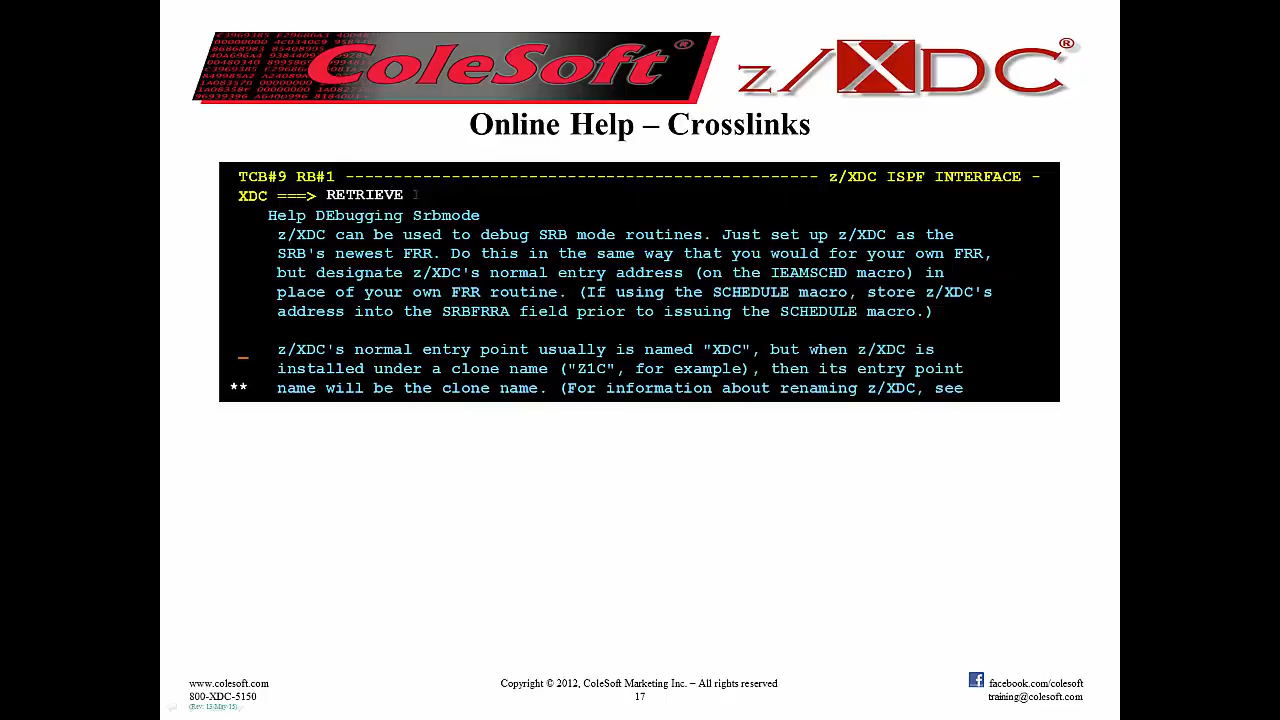 ColeSoft®
z/XDC®
Online Help – Crosslinks
TCB#9 RB#1 ------------------------------------------------- z/XDC ISPF INTERFACE -
XDC ===> RETRIEVE
Help DEbugging Srbmode
z/XDC can be used to debug SRB mode routines. Just set up z/XDC as the
SRB's newest FRR. Do this in the same way that you would for your own FRR,
but designate z/XDC's normal entry address (on the IEAMSCHD macro) in
place of your own FRR routine. (If using the SCHEDULE macro, store z/XDC's
address into the SRBFRRA field prior to issuing the SCHEDULE macro.)
_ z/XDC's normal entry point usually is named "XDC", but when z/XDC is
installed under a clone name ("Z1C", for example), then its entry point
** name will be the clone name. (For information about renaming z/XDC, see
www.colesoft.com
800-XDC-5150
(Rev: 13/May/15)
Copyright © 2012, ColeSoft Marketing Inc. – All rights reserved
17
facebook.com/colesoft
training@colesoft.com